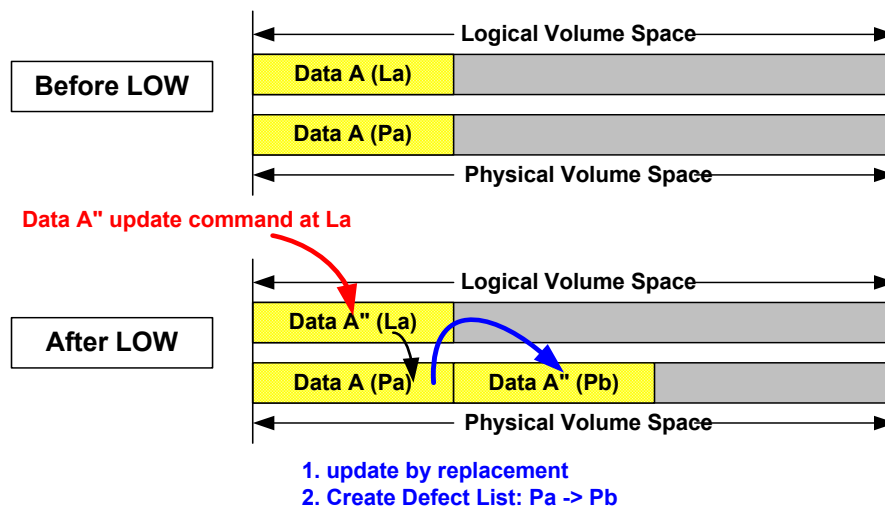 Logical Volume Space
Before LOW
Data A (La)
Data A (Pa)
Physical Volume Space
Data A" update command at La
Logical Volume Space
After LOW
Data A" (La)
Data A (Pa)
Data A" (Pb)
Physical Volume Space
1. update by replacement
2. Create Defect List: Pa -> Pb